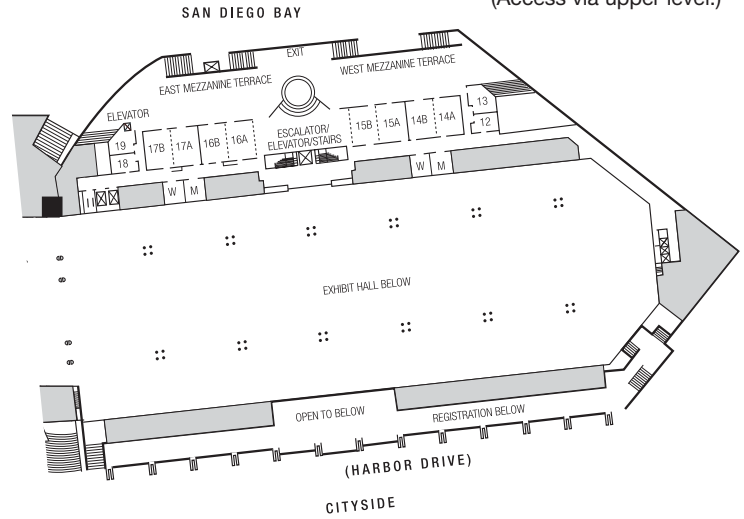 (Access via upper level.)
SAN DIEGO BAY
EXIT
EAST MEZZANINE TERRACE
WEST MEZZANINE TERRACE
ELEVATOR
ESCALATOR/
ELEVATOR/STAIRS
19
18
17B
17A
16B
16A
15B
15A
14B
14A
13
12
W
M
W
M
EXHIBIT HALL BELOW
OPEN TO BELOW
REGISTRATION BELOW
(HARBOR DRIVE)
CITYSIDE